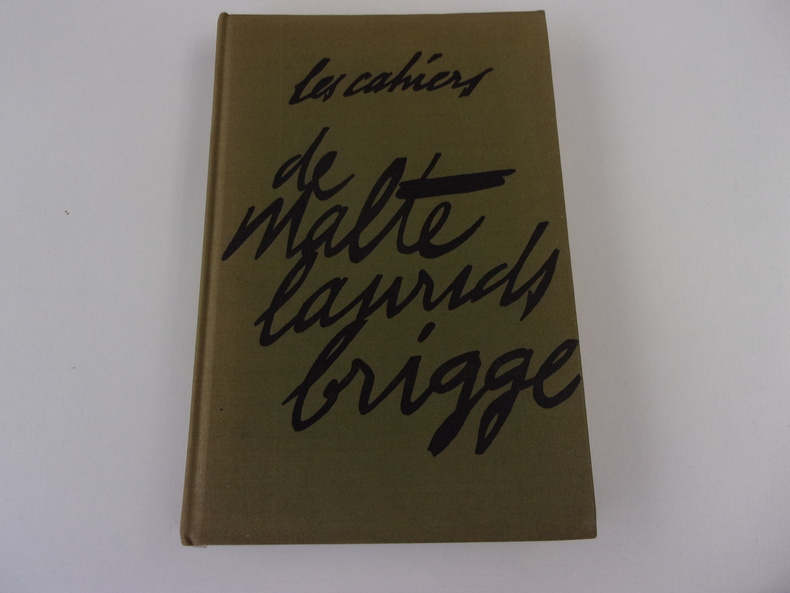 les cahiers
de
malte
laurids
brigge